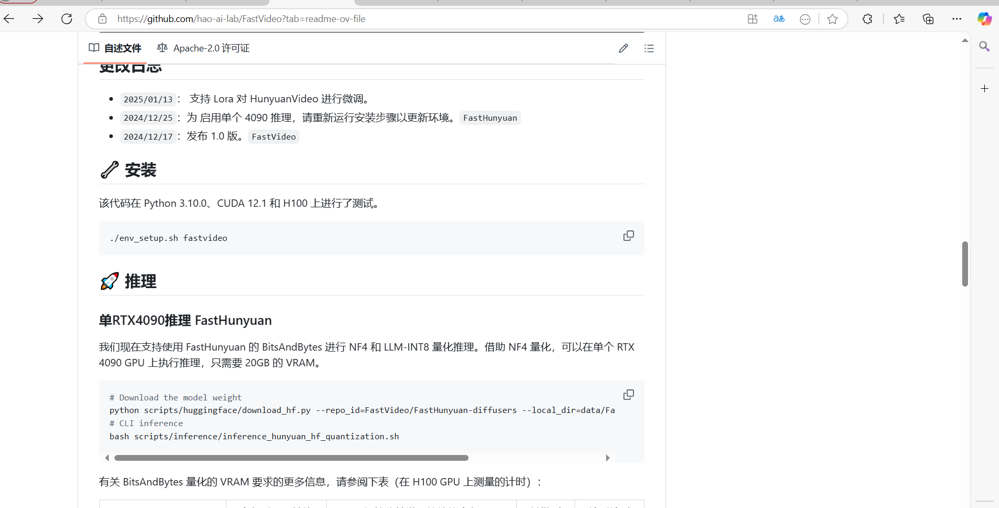 https://github.com/hao-ai-lab/FastVideo?tab=readme-ov-file
自述文件 Apache-2.0 许可证
更改日志
2025/01/13： 支持 Lora 对 HunyuanVideo 进行微调。
2024/12/25：为 启用单个 4090 推理，请重新运行安装步骤以更新环境。FastHunyuan
2024/12/17：发布 1.0 版。FastVideo
安装
该代码在 Python 3.10.0、CUDA 12.1 和 H100 上进行了测试。
./env_setup.sh fastvideo
推理
单RTX4090推理 FastHunyuan
我们现在支持使用 FastHunyuan 的 BitsAndBytes 进行 NF4 和 LLM-INT8 量化推理。借助 NF4 量化，可以在单个 RTX
4090 GPU 上执行推理，只需要 20GB 的 VRAM。
# Download the model weight
python scripts/huggingface/download_hf.py --repo_id=FastVideo/FastHunyuan-diffusers --local_dir=data/Fa
# CLI inference
bash scripts/inference/inference_hunyuan_hf_quantization.sh
有关 BitsAndBytes 量化的 VRAM 要求的更多信息，请参阅下表（在 H100 GPU 上测量的计时）：